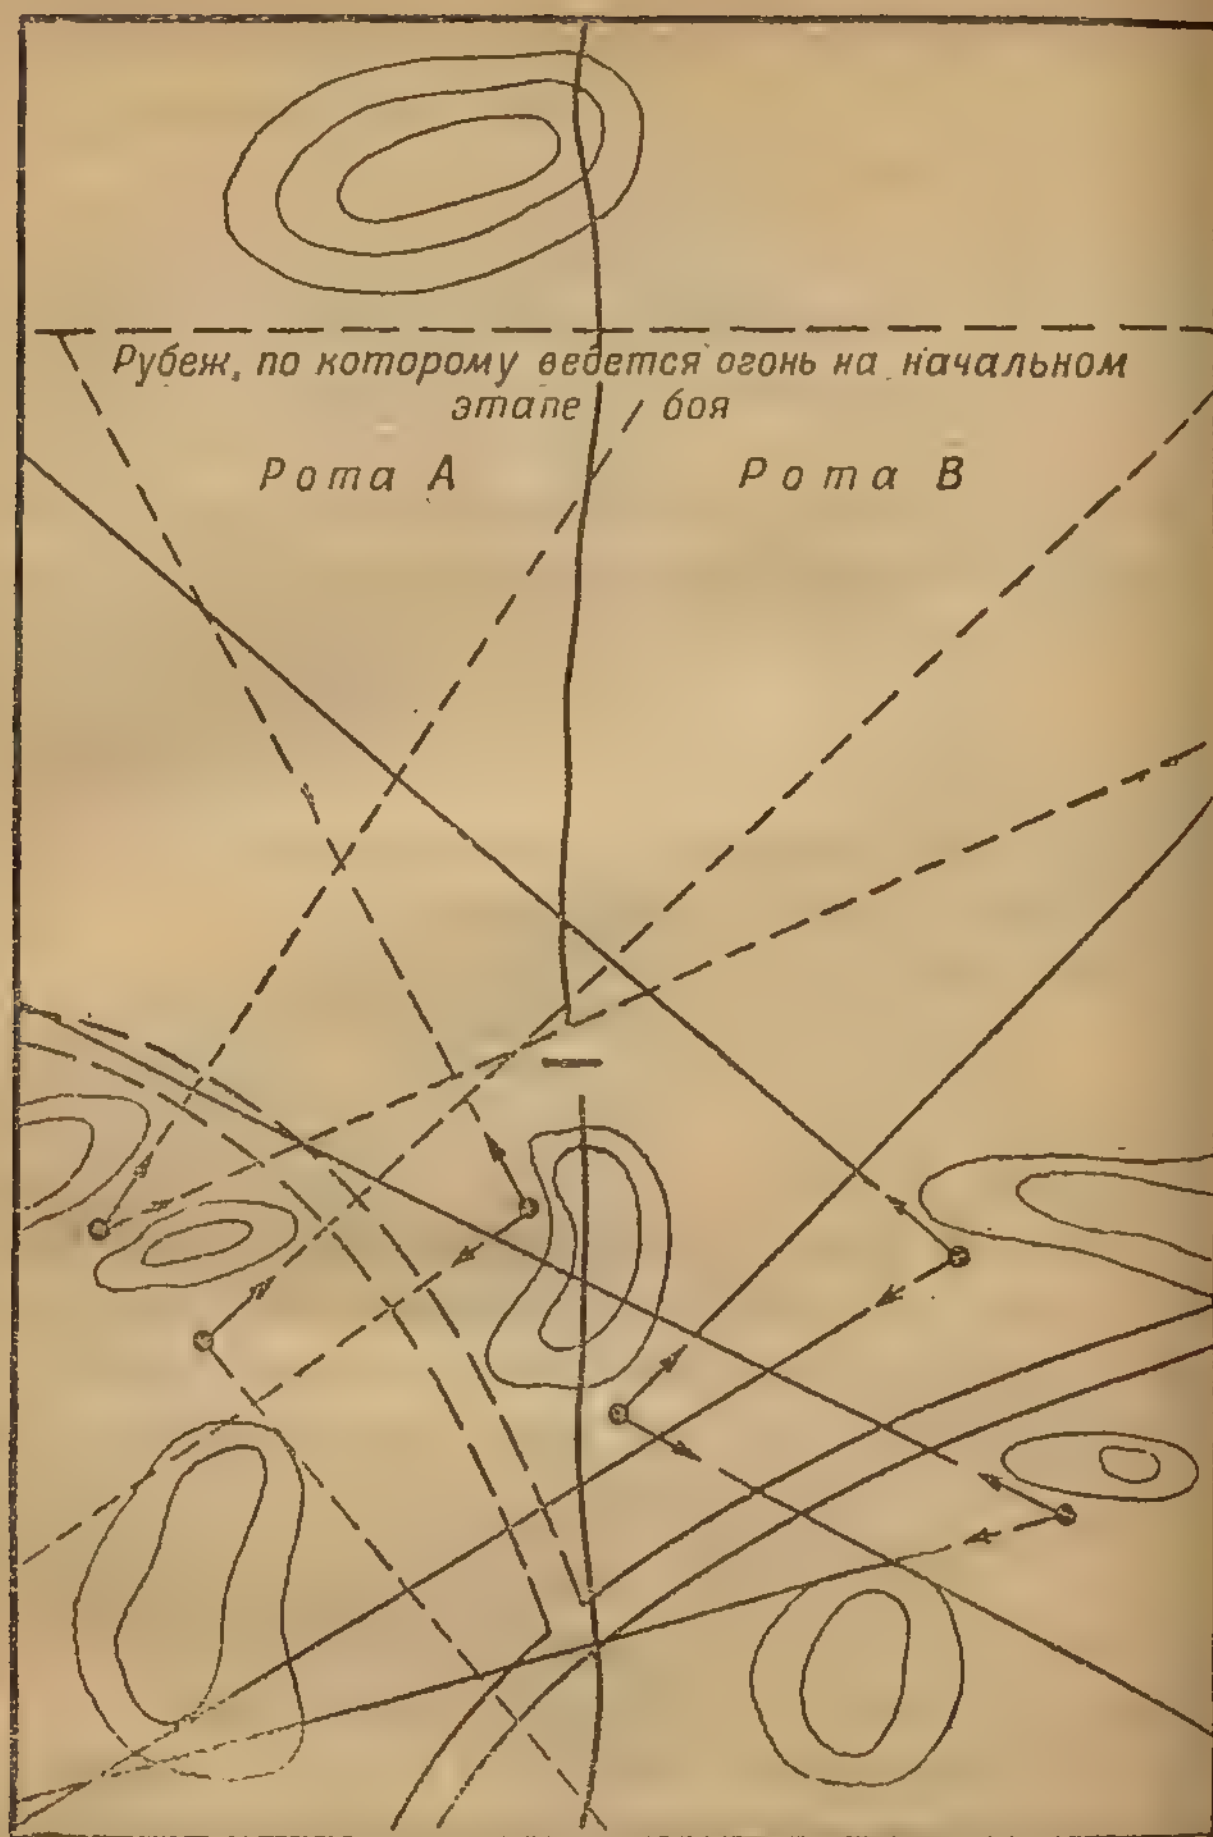 Рубеж, по которому ведется огонь на начальном
этапе боя
Рота А
Рота В